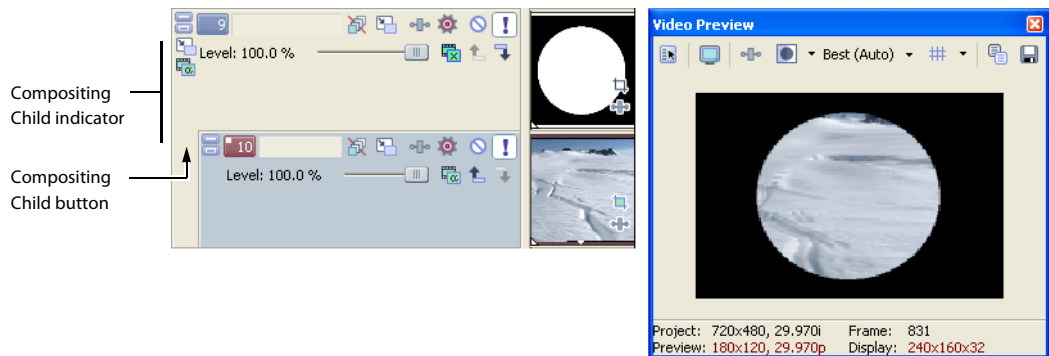 9
Level: 100.0 %
Compositing
Child indicator
10
Compositing
Child button
Level: 100.0 %
Video Preview
Best (Auto)
Project: 720x480, 29.970i Frame: 831
Preview: 180x120, 29.970p Display: 240x160x32